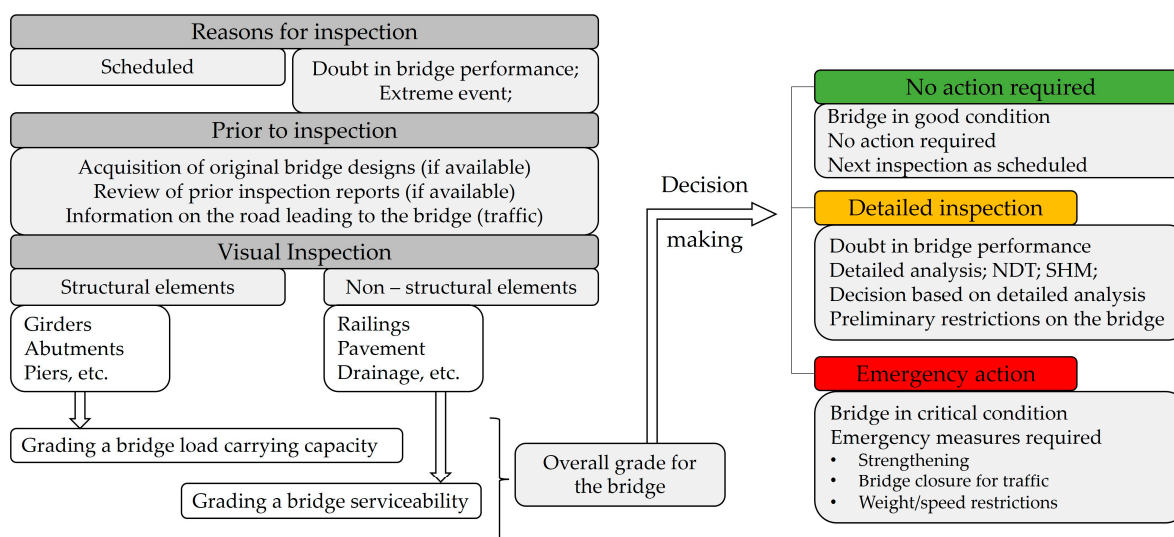 Reasons for inspection
Scheduled
Doubt in bridge performance;
Extreme event;
Prior to inspection
Acquisition of original bridge designs (if available)
Review of prior inspection reports (if available)
Information on the road leading to the bridge (traffic)
Visual Inspection
Structural elements
Non – structural elements
Girders
Abutments
Piers, etc.
Railings
Pavement
Drainage, etc.
Grading a bridge load carrying capacity
Grading a bridge serviceability
Overall grade for
the bridge
Decision
making
No action required
Bridge in good condition
No action required
Next inspection as scheduled
Detailed inspection
Doubt in bridge performance
Detailed analysis; NDT; SHM;
Decision based on detailed analysis
Preliminary restrictions on the bridge
Emergency action
Bridge in critical condition
Emergency measures required
• Strengthening
• Bridge closure for traffic
• Weight/speed restrictions